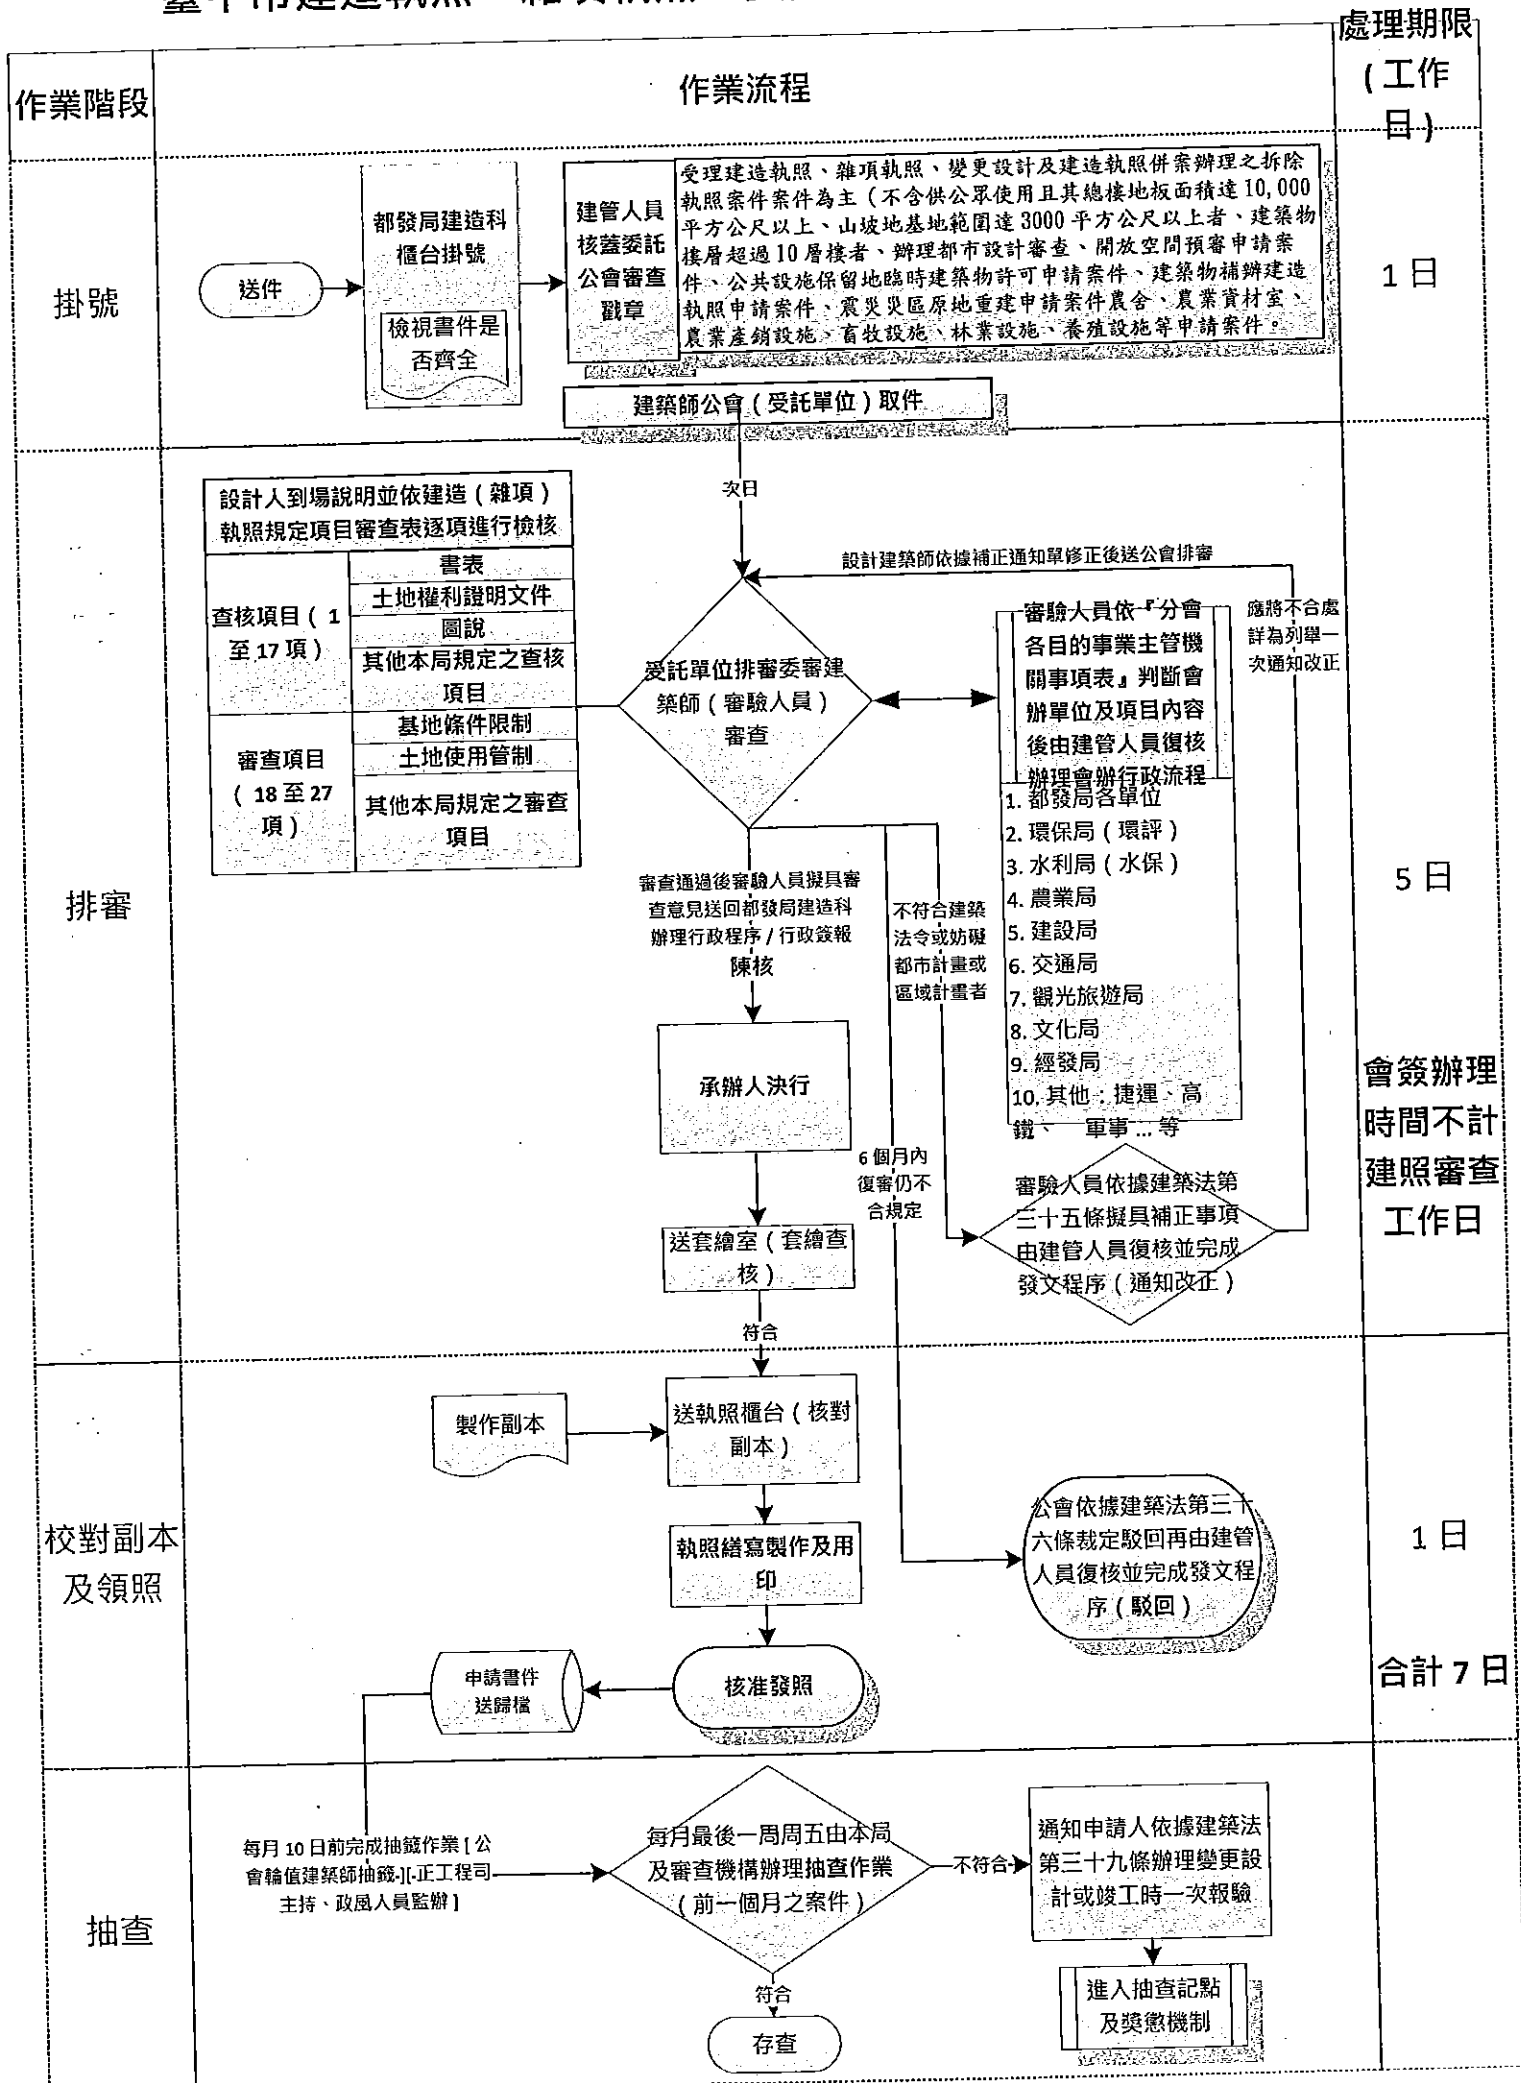 處理期限
(工作
日)
作業階段
作業流程
掛號
送件
都發局建造科
櫃台掛號
檢視書件是
否齊全
建管人員
核蓋委託
公會審查
戳章
受理建造執照、雜項執照、變更設計及建造執照併案辦理之拆除
執照案件案件為主（不含供公眾使用且其總樓地板面積達 10,000
平方公尺以上、山坡地基地範圍達 3000 平方公尺以上者、建築物
樓層超過 10 層樓者、辦理都市設計審查、開放空間預審申請案
件、公共設施保留地臨時建築物許可申請案件、建築物補辦建造
執照申請案件、震災災區原地重建申請案件農舍、農業資材室、
農業產銷設施、畜牧設施、林業設施、養殖設施等申請案件。
1 日
建築師公會（受託單位）取件
次日
排審
設計人到場說明並依建造（雜項）
執照規定項目審查表逐項進行檢核
查核項目（ 1
至 17 項）
書表
土地權利證明文件
圖說
其他本局規定之查核
項目
審查項目
（ 18 至 27
項）
基地條件限制
土地使用管制
其他本局規定之審查
項目
受託單位排審委審建
築師（審驗人員）
審查
設計建築師依據補正通知單修正後送公會排審
審驗人員依『分會
各目的事業主管機
關事項表』判斷會
辦單位及項目內容
後由建管人員復核
辦理會辦行政流程
1. 都發局各單位
2. 環保局（環評）
3. 水利局（水保）
4. 農業局
5. 建設局
6. 交通局
7. 觀光旅遊局
8. 文化局
9. 經發局
10. 其他：捷運、高
鐵、 軍事 ... 等
應將不合處
詳為列舉一
次通知改正
審查通過後審驗人員擬具審
查意見送回都發局建造科
辦理行政程序 / 行政簽報
陳核
不符合建築
法令或妨礙
都市計畫或
區域計畫者
承辦人決行
6 個月內
復審仍不
合規定
送套繪室（套繪查
核）
審驗人員依據建築法第
三十五條擬具補正事項
由建管人員復核並完成
發文程序（通知改正）
符合
5 日
會簽辦理
時間不計
建照審查
工作日
校對副本
及領照
製作副本
送執照櫃台（核對
副本）
執照繕寫製作及用
印
核准發照
申請書件
送歸檔
公會依據建築法第三十
六條裁定駁回再由建管
人員復核並完成發文程
序（駁回）
1 日
合計 7 日
抽查
每月 10 日前完成抽籤作業 [ 公
會輪值建築師抽籤 ][ 正工程司
主持、政風人員監辦 ]
每月最後一周周五由本局
及審查機構辦理抽查作業
（前一個月之案件）
不符合
通知申請人依據建築法
第三十九條辦理變更設
計或竣工時一次報驗
進入抽查記點
及獎懲機制
符合
存查